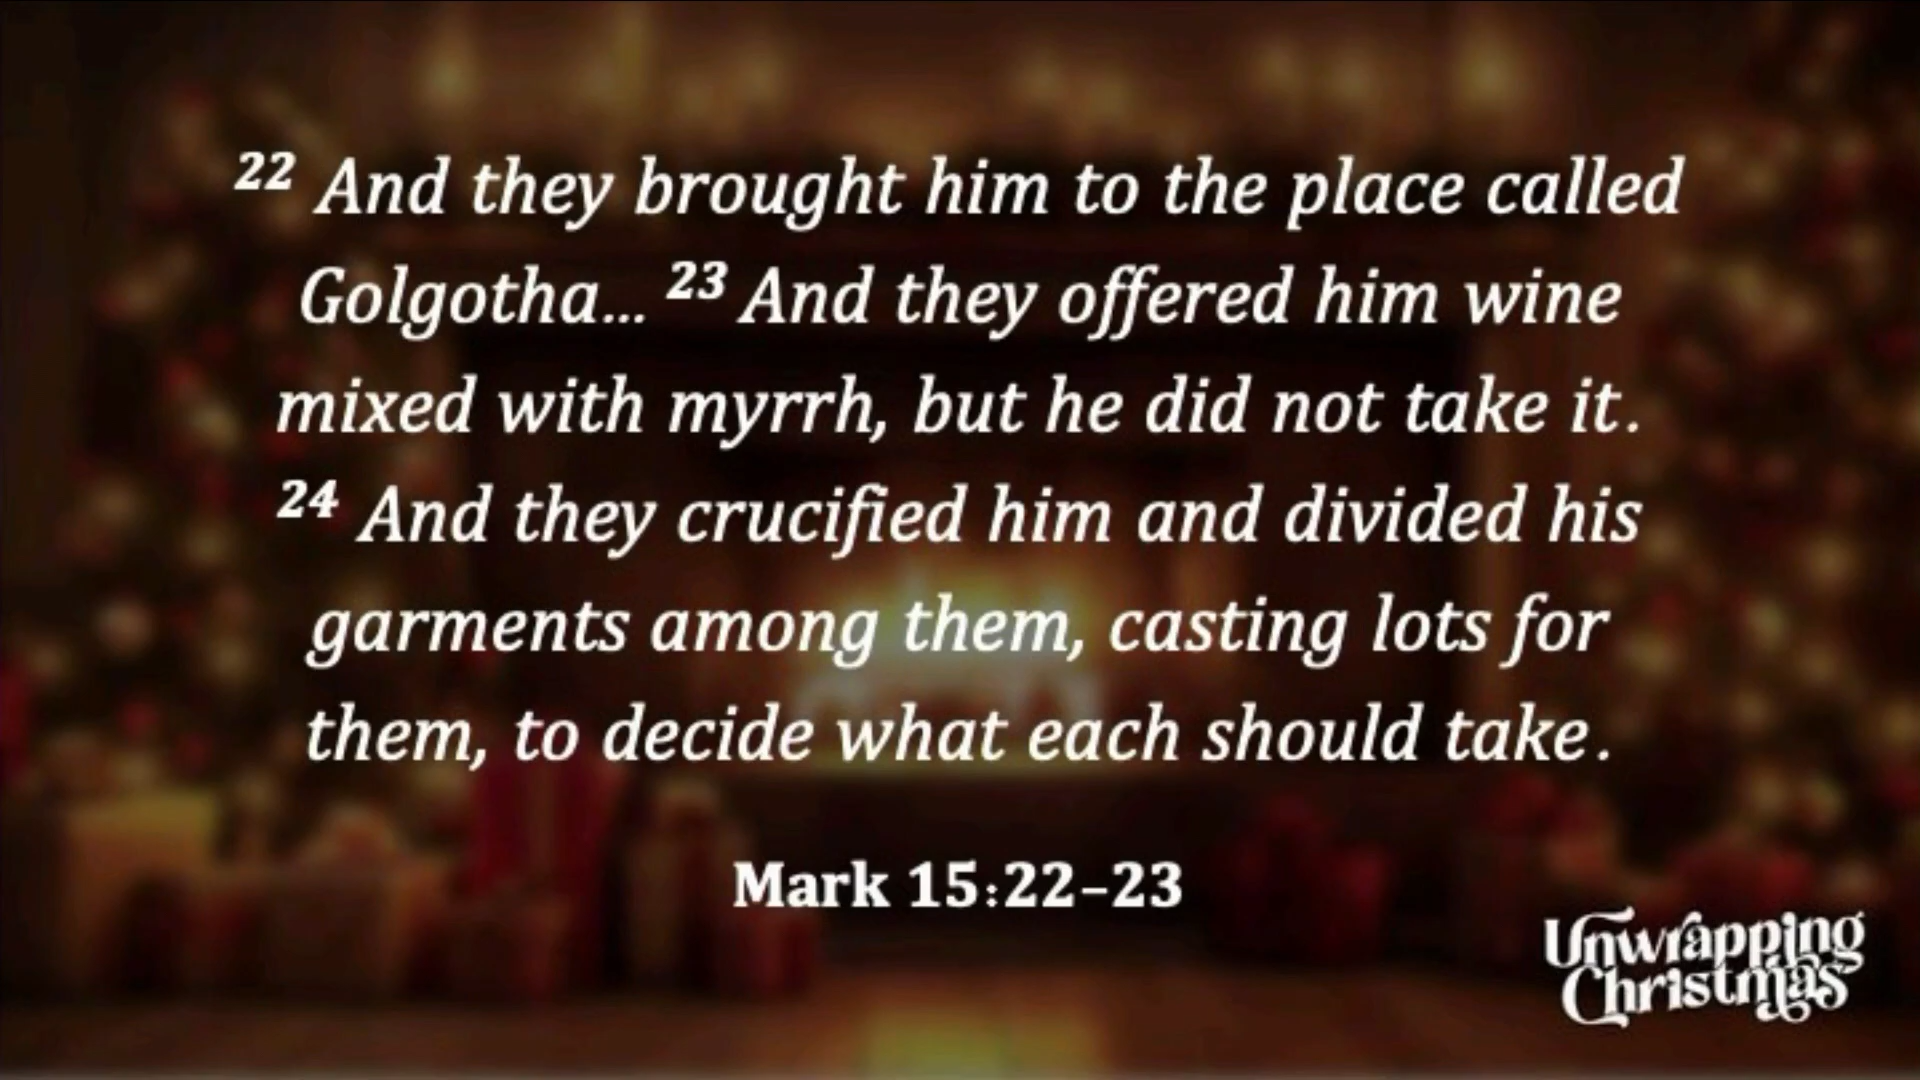 22 And they brought him to the place called
Golgotha... 23 And they offered him wine
mixed with myrrh, but he did not take it.
24 And they crucified him and divided his
garments among them, casting lots for
them, to decide what each should take.
Mark 15:22–23
Unwrapping
Christmas